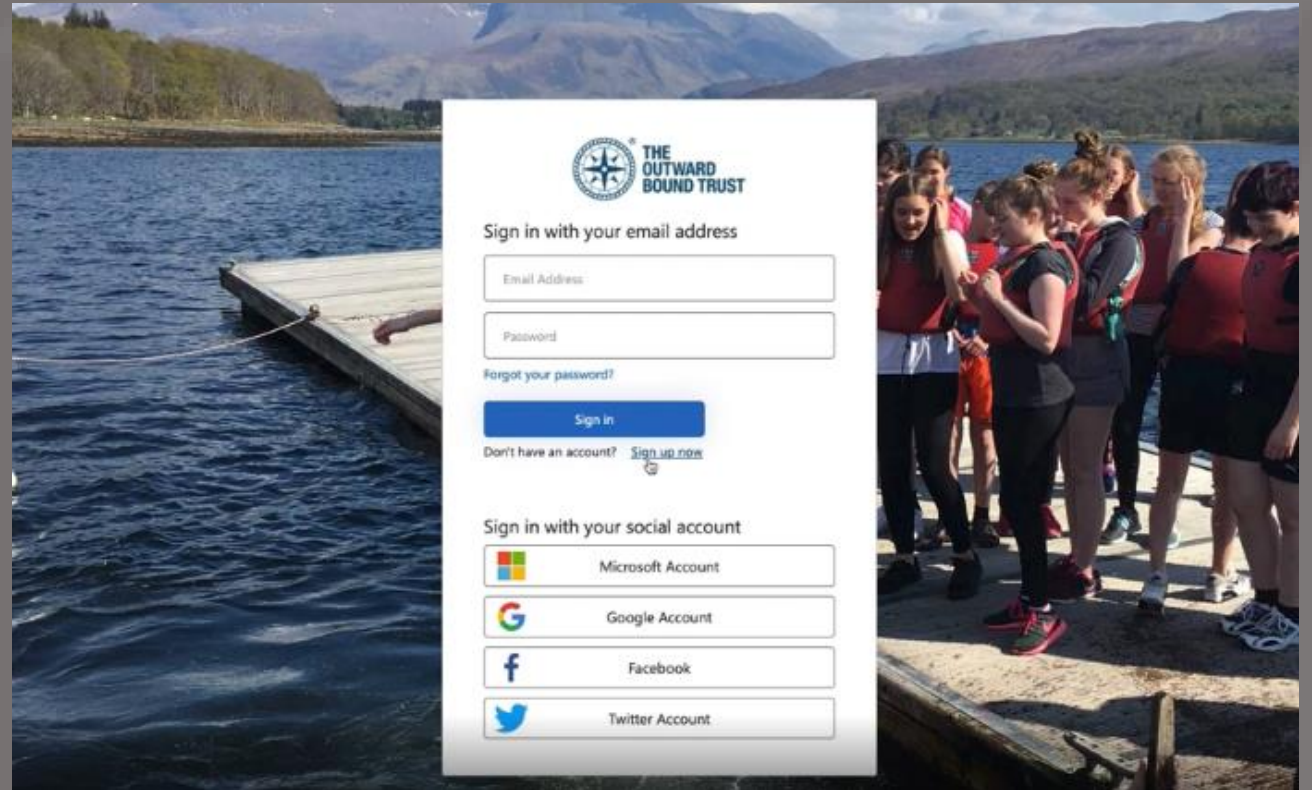 THE
OUTWARD
BOUND TRUST
Sign in with your email address
Email Address
Password
Forgot your password?
Sign in
Don't have an account? Sign up now
Sign in with your social account
Microsoft Account
Google Account
Facebook
Twitter Account